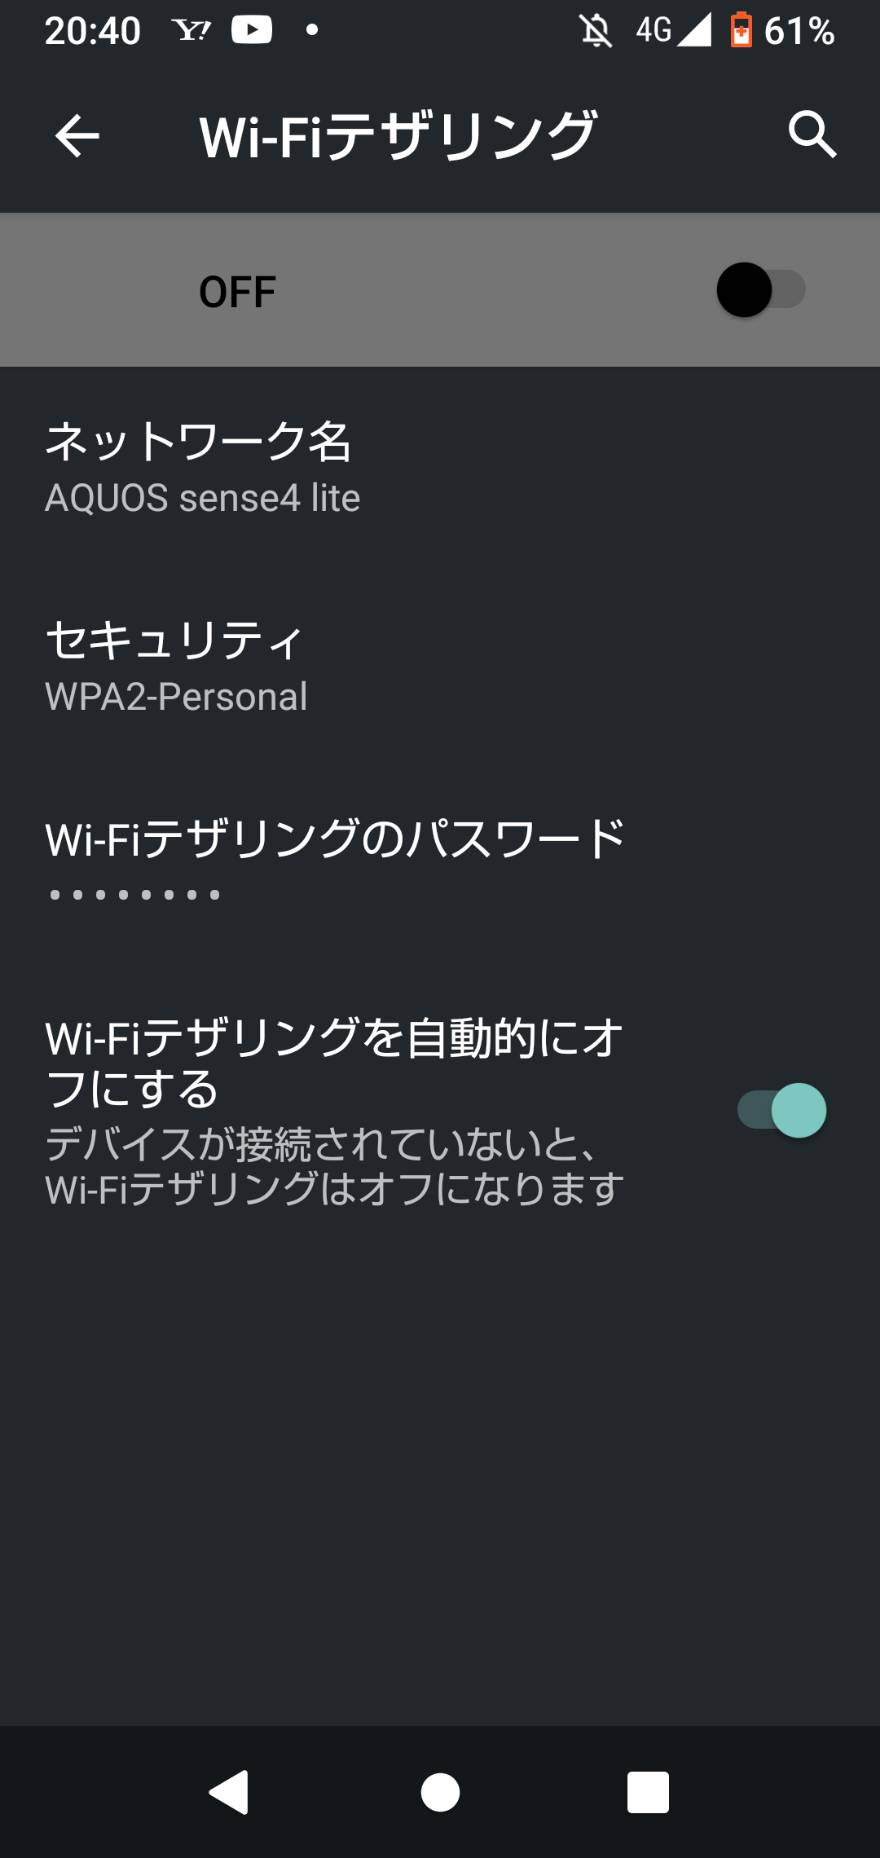 20:40 Y! 4G 61%
Wi-Fiテザリング
OFF
ネットワーク名
AQUOS sense4 lite
セキュリティ
WPA2-Personal
Wi-Fiテザリングのパスワード
••••••••
Wi-Fiテザリングを自動的にオ
フにする
デバイスが接続されていないと、
Wi-Fiテザリングはオフになります